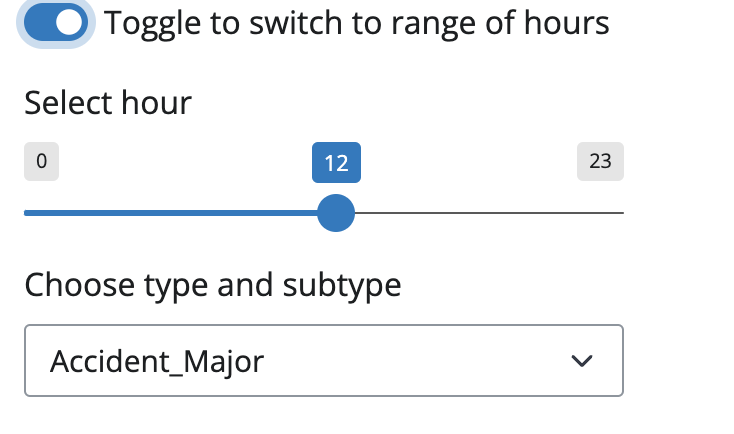 Toggle to switch to range of hours
Select hour
0 12 23
Choose type and subtype
Accident_Major